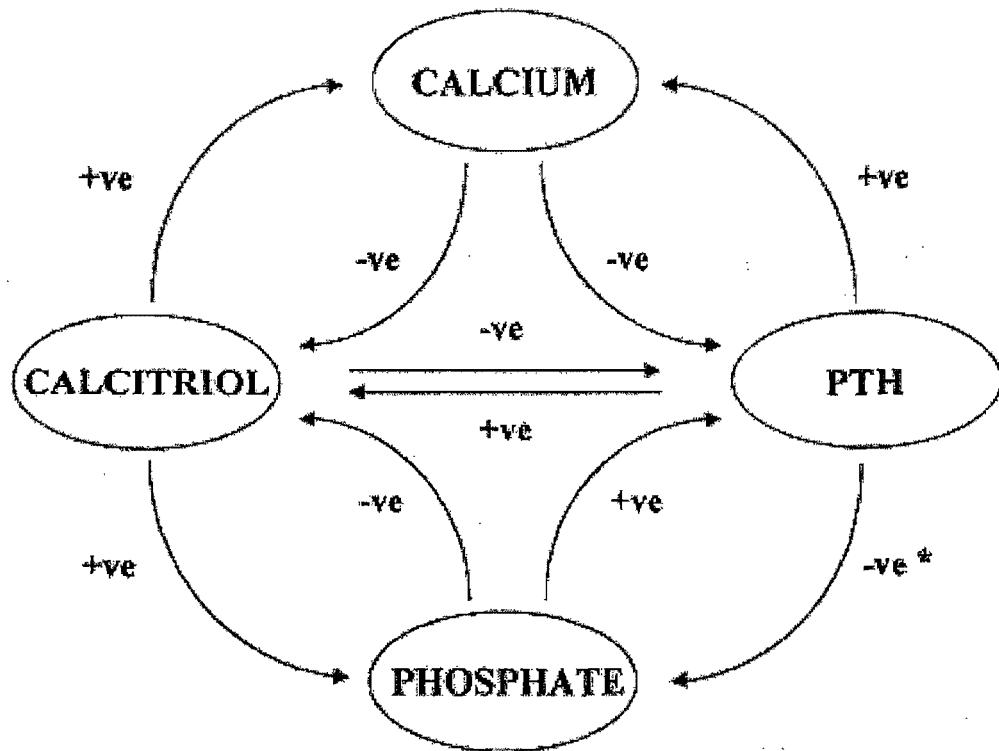 CALCIUM
+ve
+ve
-ve
-ve
-ve
CALCITRIOL
PTH
+ve
-ve
+ve
+ve
-ve *
PHOSPHATE